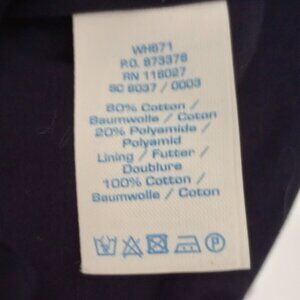 WH671
P.O. 873378
RN 116027
SC 8037 / 0003
80% Cotton /
Baumwolle / Coton
20% Polyamide /
Polyamid
Lining / Futter /
Doublure
100% Cotton /
Baumwolle / Coton
P